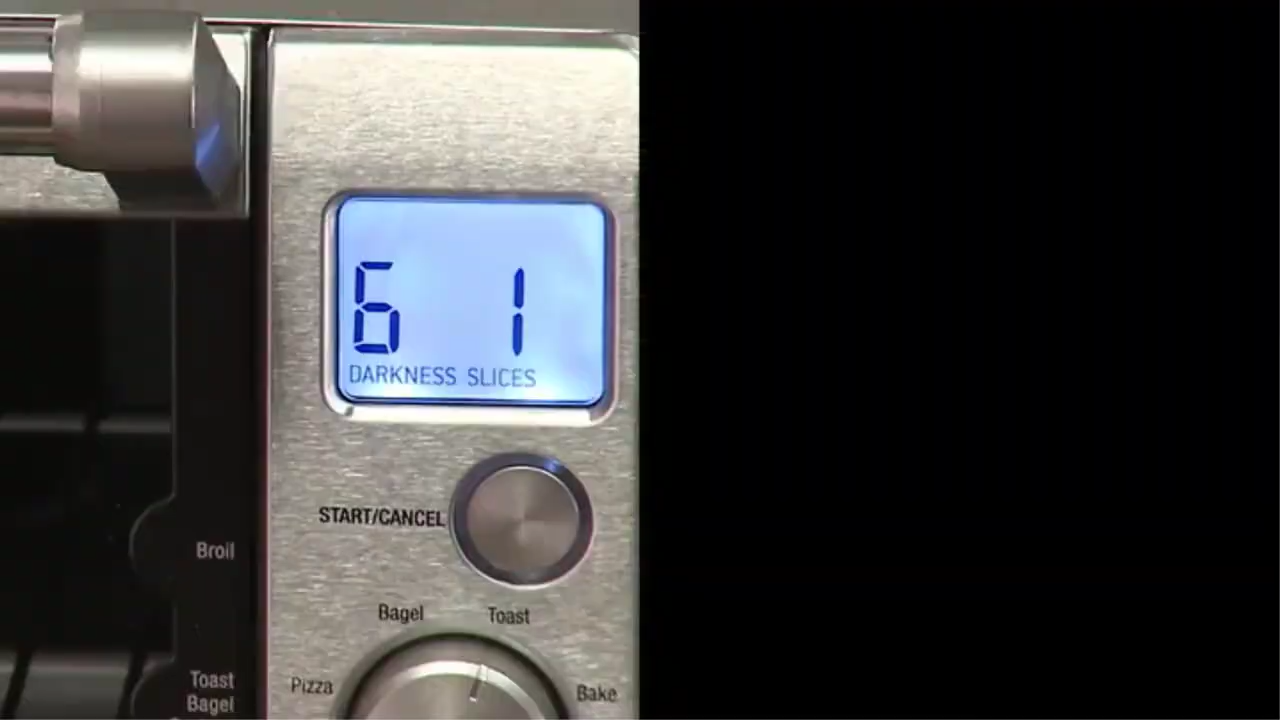 6 1
DARKNESS SLICES
START/CANCEL
Broil
Bagel Toast
Pizza Bake
Toast
Bagel